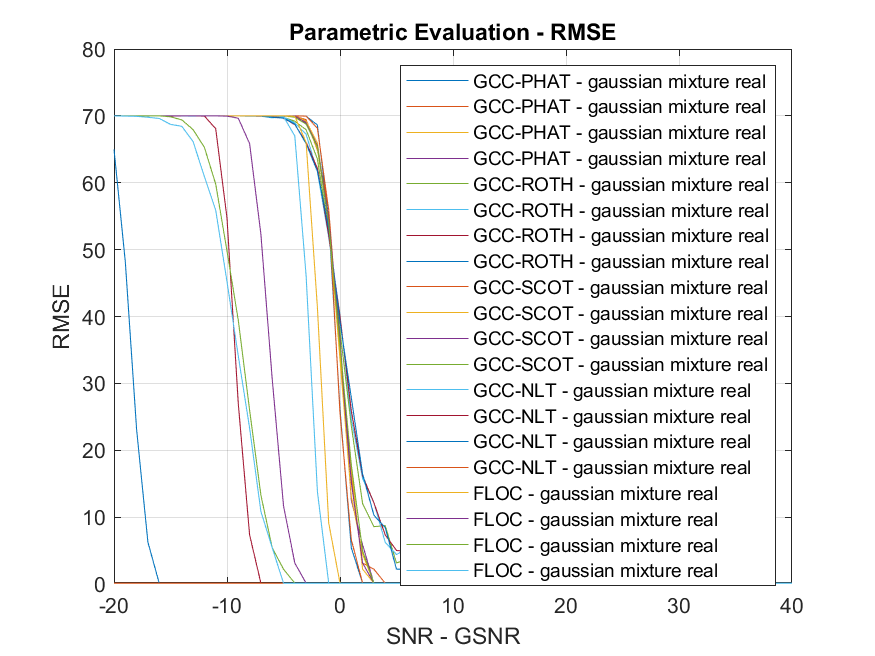 Parametric Evaluation - RMSE
80
70
60
50
40
30
20
10
0
RMSE
GCC-PHAT - gaussian mixture real
GCC-PHAT - gaussian mixture real
GCC-PHAT - gaussian mixture real
GCC-PHAT - gaussian mixture real
GCC-ROTH - gaussian mixture real
GCC-ROTH - gaussian mixture real
GCC-ROTH - gaussian mixture real
GCC-ROTH - gaussian mixture real
GCC-SCOT - gaussian mixture real
GCC-SCOT - gaussian mixture real
GCC-SCOT - gaussian mixture real
GCC-SCOT - gaussian mixture real
GCC-NLT - gaussian mixture real
GCC-NLT - gaussian mixture real
GCC-NLT - gaussian mixture real
GCC-NLT - gaussian mixture real
FLOC - gaussian mixture real
FLOC - gaussian mixture real
FLOC - gaussian mixture real
FLOC - gaussian mixture real
-20 -10 0 10 20 30 40
SNR - GSNR